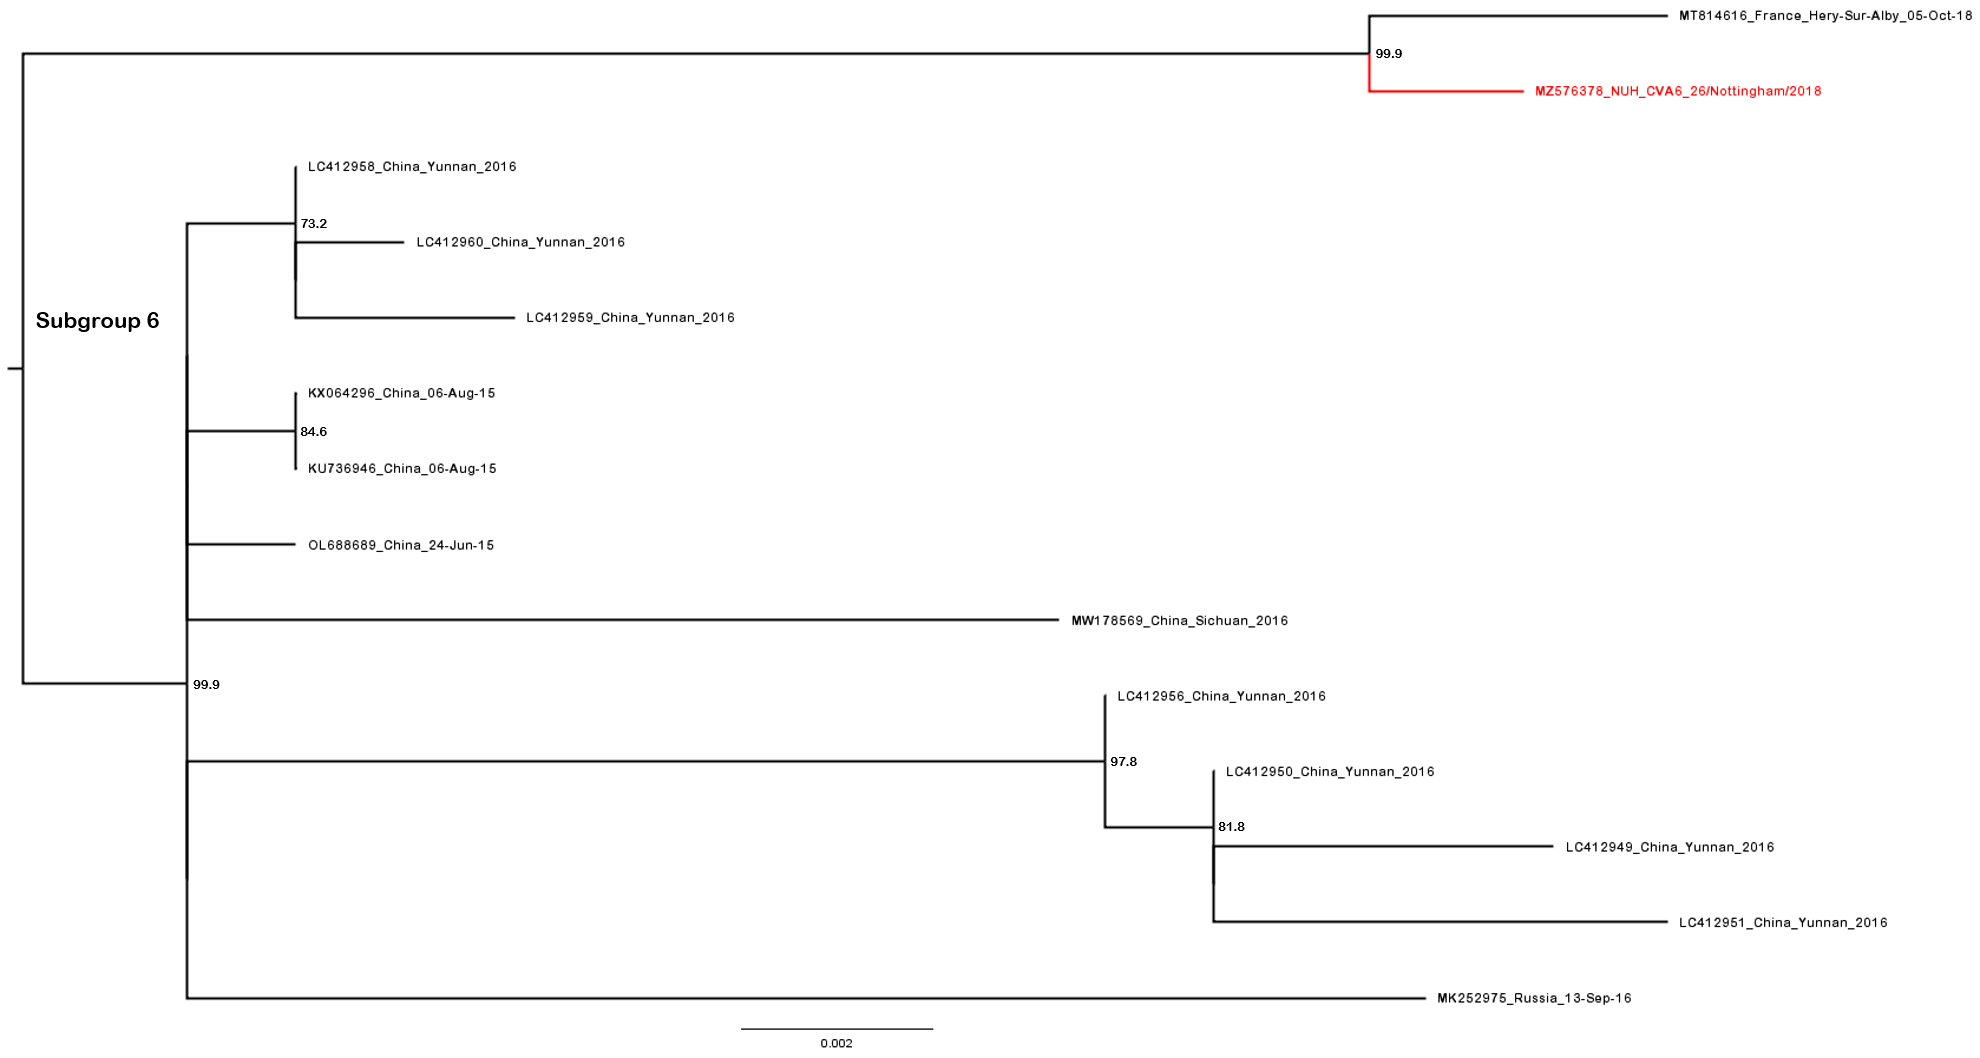 MT814616_France_Hery-Sur-Alby_05-Oct-18
99.9
MZ576378_NUH_CVA6_26/Nottingham/2018
LC412958_China_Yunnan_2016
73.2
LC412960_China_Yunnan_2016
Subgroup 6
LC412959_China_Yunnan_2016
KX064296_China_06-Aug-15
84.6
KU736946_China_06-Aug-15
OL688689_China_24-Jun-15
MW178569_China_Sichuan_2016
99.9
LC412956_China_Yunnan_2016
97.8
LC412950_China_Yunnan_2016
81.8
LC412949_China_Yunnan_2016
LC412951_China_Yunnan_2016
MK252975_Russia_13-Sep-16
0.002